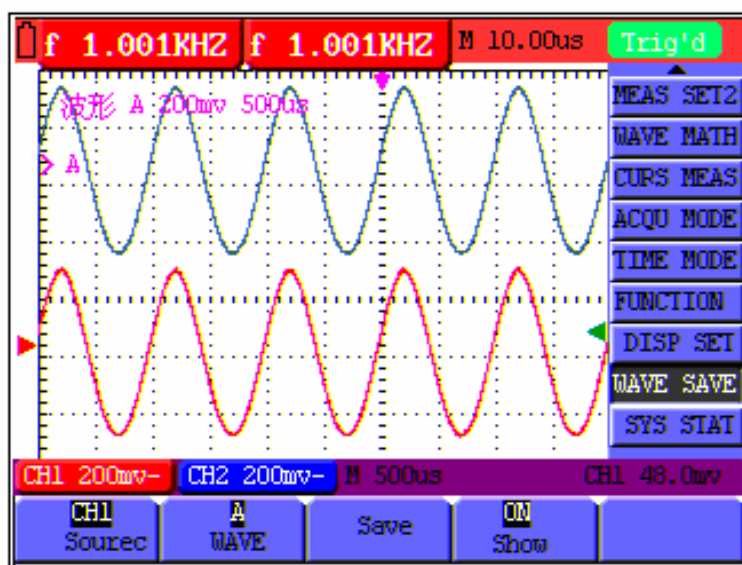 f 1.001KHZ f 1.001KHZ M 10.00us Trig'd
波形 A 200mv 500us
A
MEAS SET2
WAVE MATH
CURS MEAS
ACQU MODE
TIME MODE
FUNCTION
DISP SET
WAVE SAVE
SYS STAT
CH1 200mv- CH2 200mv- M 500us CH1 48.0mv
CH1 A ON
Sourec WAVE Save Show